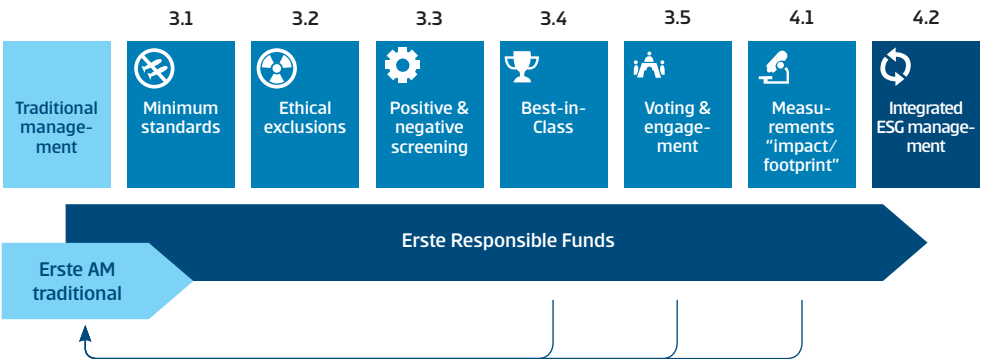 3.1 3.2 3.3 3.4 3.5 4.1 4.2
Traditional
manage-
ment
Minimum
standards
Ethical
exclusions
Positive &
negative
screening
Best-in-
Class
Voting &
engage-
ment
Measu-
rements
"impact/
footprint"
Integrated
ESG manage-
ment
Erste Responsible Funds
Erste AM
traditional